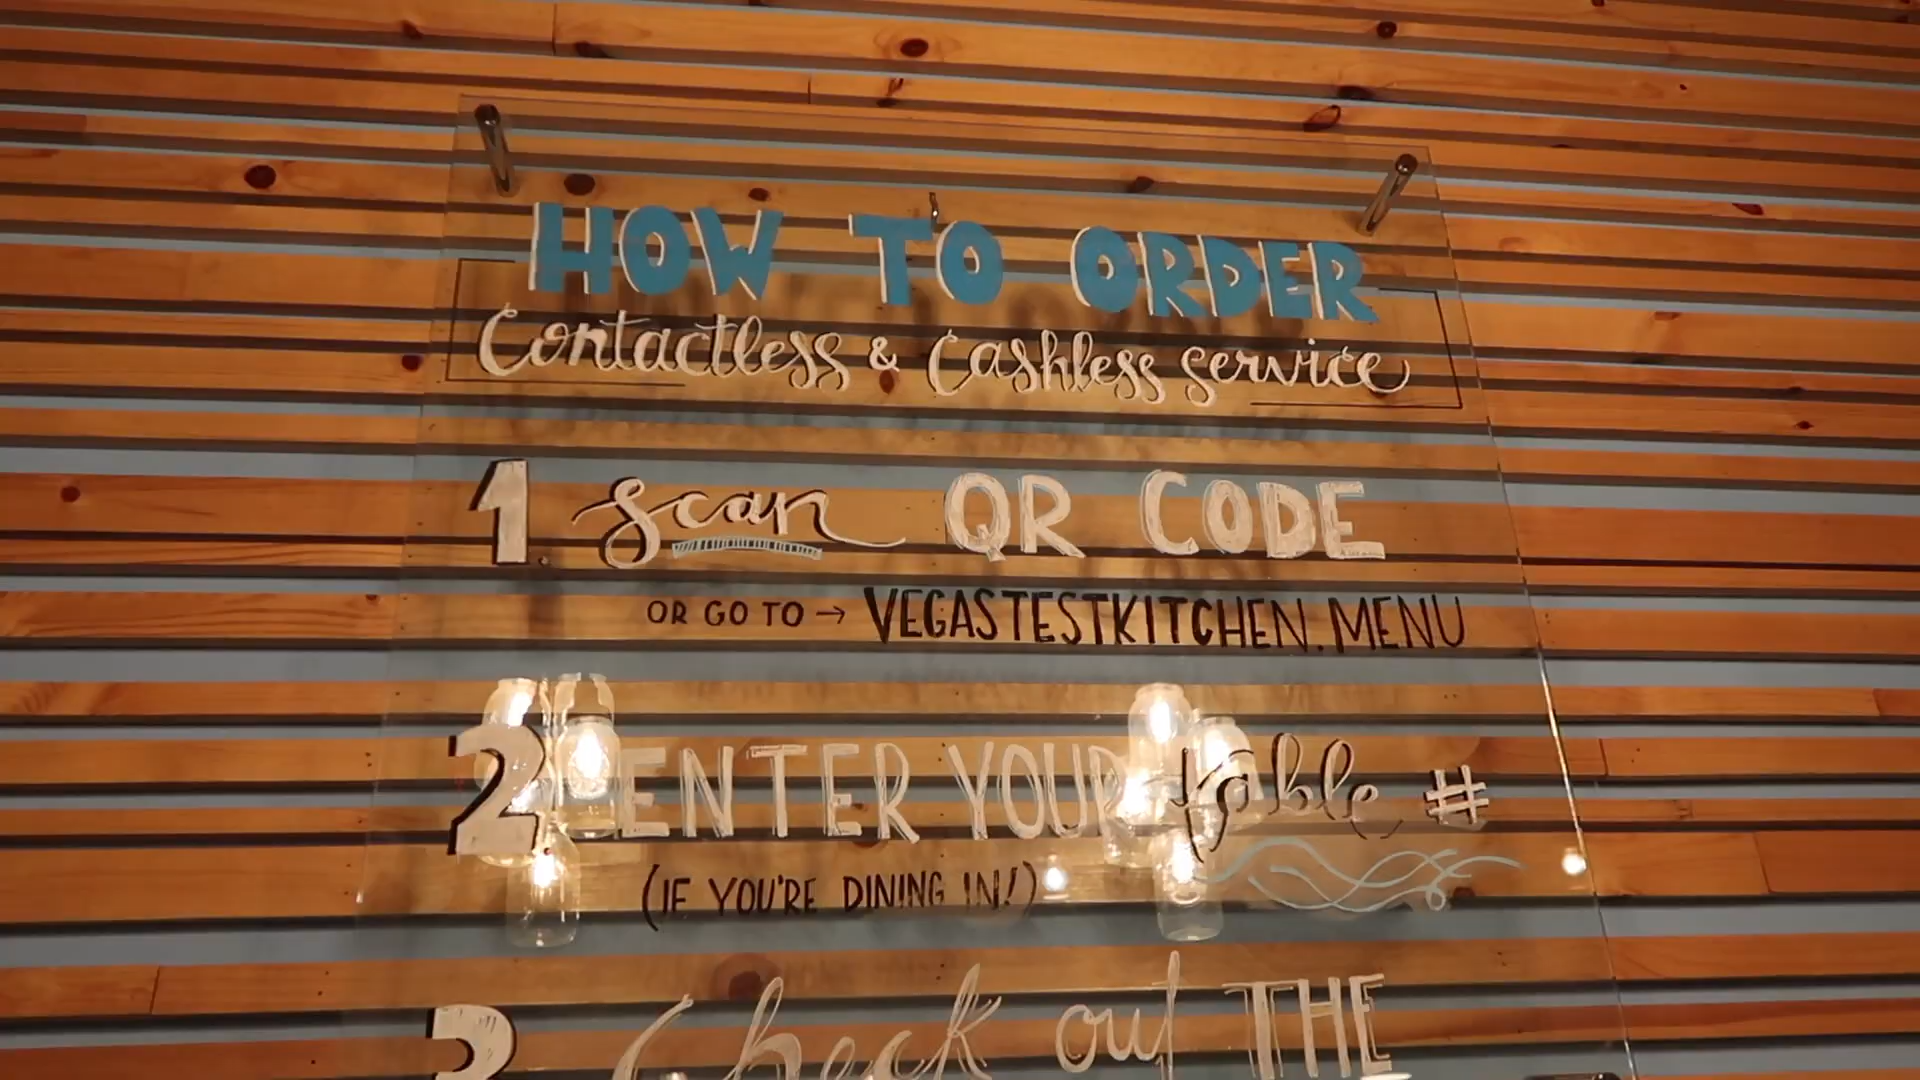 HOW TO ORDER
Contactless & Cashless service
1. scan QR CODE
OR GO TO → VEGASTESTKITCHEN.MENU
2. ENTER YOUR table #
(IF YOU'RE DINING IN!)
3 Check out THE